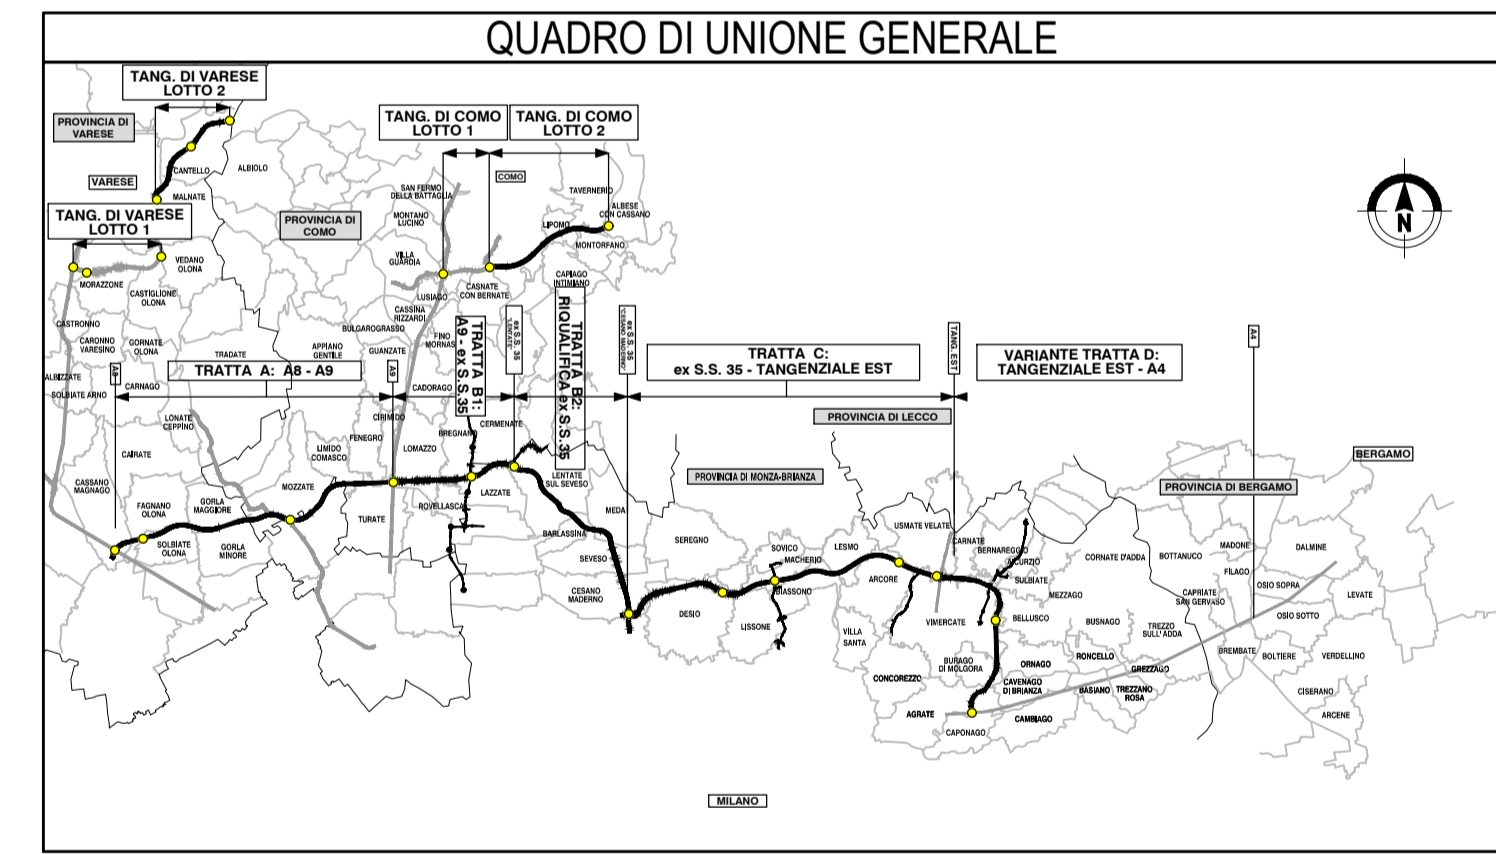 QUADRO DI UNIONE GENERALE
TANG. DI VARESE
LOTTO 2
PROVINCIA DI
VARESE
TANG. DI COMO
LOTTO 1
TANG. DI COMO
LOTTO 2
CANTELLO
ALBIOLO
VARESE
MALNATE
COMO
SAN FERMO
DELLA BATTAGLIA
TAVERNERIO
ALBESE
CON CASSANO
TANG. DI VARESE
LOTTO 1
PROVINCIA DI
COMO
MONTANO
LUCINO
LIPOMO
MONTORFANO
N
VEDANO
OLONA
VILLA
GUARDIA
MORAZZONE
CASTIGLIONE
OLONA
LUSIAGO
CASNATE
CON BERNATE
CAPIAGO
INTIMIANO
CASSINA
RIZZARDI
CASTRONNO
BULGAROGRASSO
FINO
MORNAS
CARONNO
VARESINO
GORNATE
OLONA
TRADATE
APPIANO
GENTILE
GUANZATE
TRATTA B1:
A9 - ex S.S.35
ex S.S. 35
"LENTATE"
TRATTA B2:
RIQUALIFICA ex S.S.35
ex S.S. 35
"CESANO MADERNO"
TRATTA C:
ex S.S. 35 - TANGENZIALE EST
TANG. EST
VARIANTE TRATTA D:
TANGENZIALE EST - A4
A4
ALBIZZATE
SOLBIATE ARNO
CARNAGO
A8
TRATTA A: A8 - A9
A9
CADORAGO
LONATE
CEPPINO
CIRIMIDO
FENEGRO
BREGNANO
CERMENATE
PROVINCIA DI LECCO
CAIRATE
LIMIDO
COMASCO
LOMAZZO
BERGAMO
CASSANO
MAGNAGO
MOZZATE
LAZZATE
LENTATE
SUL SEVESO
PROVINCIA DI MONZA-BRIANZA
PROVINCIA DI BERGAMO
FAGNANO
OLONA
GORLA
MAGGIORE
TURATE
ROVELLASCA
MEDA
SOLBIATE
OLONA
GORLA
MINORE
BARLASSINA
SEVESO
SEREGNO
SOVICO
MACHERIO
LESMO
USMATE VELATE
CARNATE
BERNAREGGIO
AICURZIO
CORNATE D'ADDA
BOTTANUCO
MADONE
FILAGO
DALMINE
CESANO
MADERNO
DESIO
BIASSONO
ARCORE
SULBIATE
MEZZAGO
CAPRIATE
SAN GERVASO
OSIO SOPRA
LEVATE
LISSONE
VILLA
SANTA
VIMERCATE
BELLUSCO
BUSNAGO
TREZZO
SULL' ADDA
OSIO SOTTO
BURAGO
DI MOLGORA
ORNAGO
RONCELLO
GREZZAGO
BREMBATE
BOLTIERE
VERDELLINO
CONCOREZZO
CAVENAGO
DI BRIANZA
BASIANO
TREZZANO
ROSA
CISERANO
AGRATE
CAMBIAGO
ARCENE
CAPONAGO
MILANO